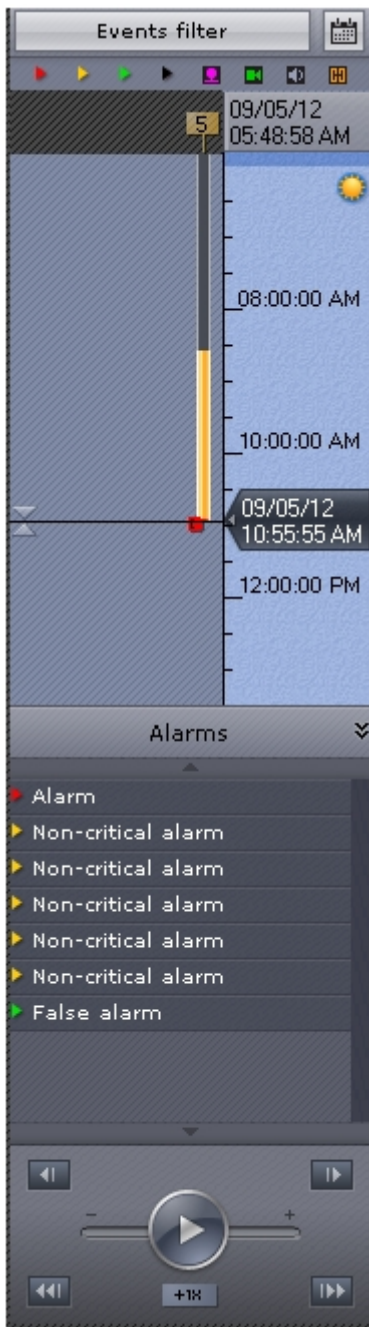 Events filter
5
09/05/12
05:48:58 AM
08:00:00 AM
10:00:00 AM
09/05/12
10:55:55 AM
12:00:00 PM
Alarms
Alarm
Non-critical alarm
Non-critical alarm
Non-critical alarm
Non-critical alarm
Non-critical alarm
False alarm
- +
+1X